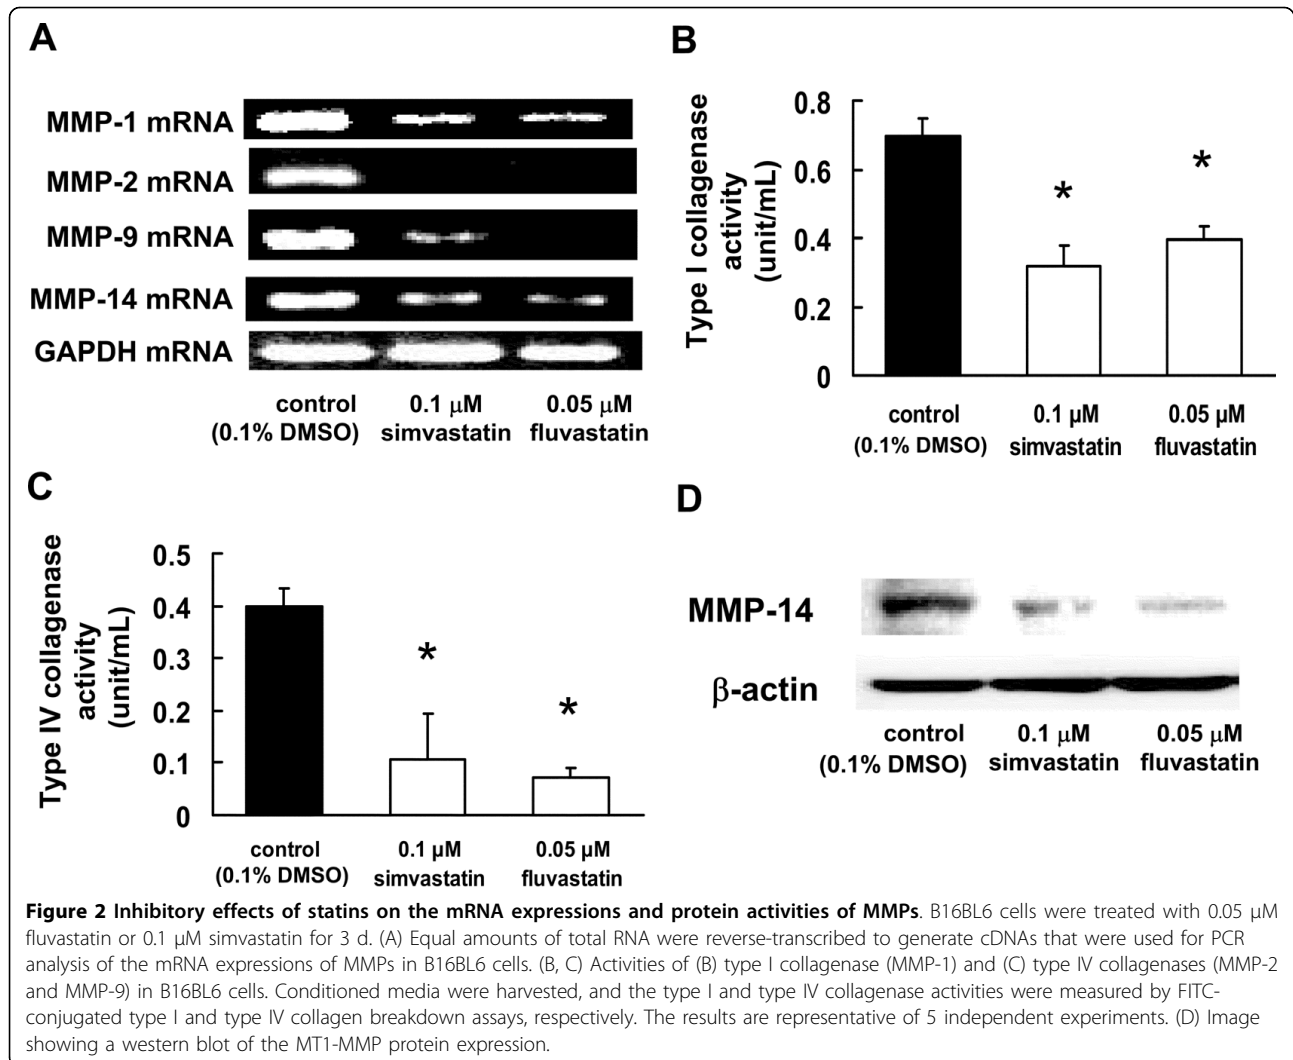 A
MMP-1 mRNA
MMP-2 mRNA
MMP-9 mRNA
MMP-14 mRNA
GAPDH mRNA
control 0.1 µM 0.05 µM
(0.1% DMSO) simvastatin fluvastatin
B
Type I collagenase
activity
(unit/mL)
0.8
0.6
0.4
0.2
0
* *
control 0.1 µM 0.05 µM
(0.1% DMSO) simvastatin fluvastatin
C
Type IV collagenase
activity
(unit/mL)
0.5
0.4
0.3
0.2
0.1
0
* *
control 0.1 µM 0.05 µM
(0.1% DMSO) simvastatin fluvastatin
D
MMP-14
β-actin
control 0.1 µM 0.05 µM
(0.1% DMSO) simvastatin fluvastatin
Figure 2 Inhibitory effects of statins on the mRNA expressions and protein activities of MMPs. B16BL6 cells were treated with 0.05 µM
fluvastatin or 0.1 µM simvastatin for 3 d. (A) Equal amounts of total RNA were reverse-transcribed to generate cDNAs that were used for PCR
analysis of the mRNA expressions of MMPs in B16BL6 cells. (B, C) Activities of (B) type I collagenase (MMP-1) and (C) type IV collagenases (MMP-2
and MMP-9) in B16BL6 cells. Conditioned media were harvested, and the type I and type IV collagenase activities were measured by FITC-
conjugated type I and type IV collagen breakdown assays, respectively. The results are representative of 5 independent experiments. (D) Image
showing a western blot of the MT1-MMP protein expression.